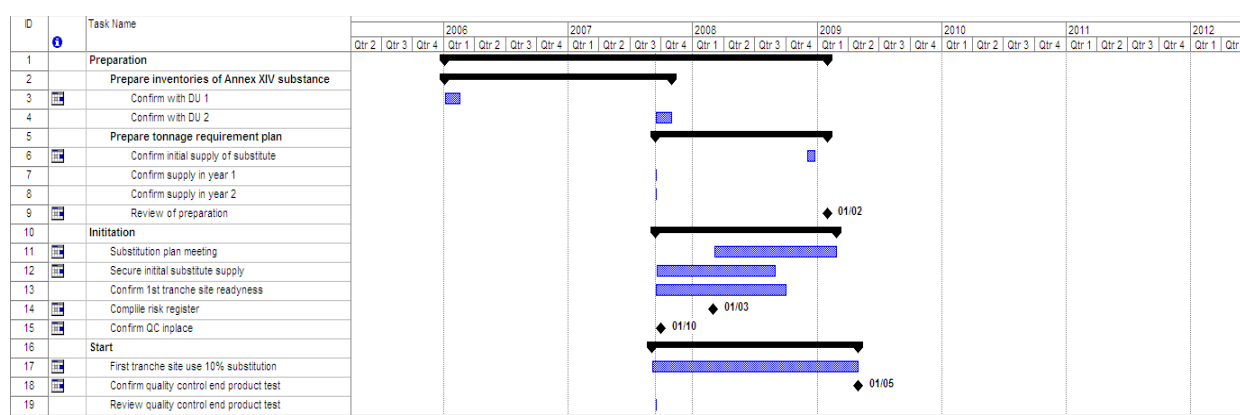 ID Task Name
2006 2007 2008 2009 2010 2011 2012
Qtr 2 Qtr 3 Qtr 4 Qtr 1 Qtr 2 Qtr 3 Qtr 4 Qtr 1 Qtr 2 Qtr 3 Qtr 4 Qtr 1 Qtr 2 Qtr 3 Qtr 4 Qtr 1 Qtr 2 Qtr 3 Qtr 4 Qtr 1 Qtr 2 Qtr 3 Qtr 4 Qtr 1 Qtr 2 Qtr 3 Qtr 4 Qtr 1 Qtr
1 Preparation
2 Prepare inventories of Annex XIV substance
3 Confirm with DU 1
4 Confirm with DU 2
5 Prepare tonnage requirement plan
6 Confirm initial supply of substitute
7 Confirm supply in year 1
8 Confirm supply in year 2
9 Review of preparation 01/02
10 Inititation
11 Substitution plan meeting
12 Secure initital substitute supply
13 Confirm 1st tranche site readyness
14 Complile risk register 01/03
15 Confirm QC inplace 01/10
16 Start
17 First tranche site use 10% substitution
18 Confirm quality control end product test 01/05
19 Review quality control end product test